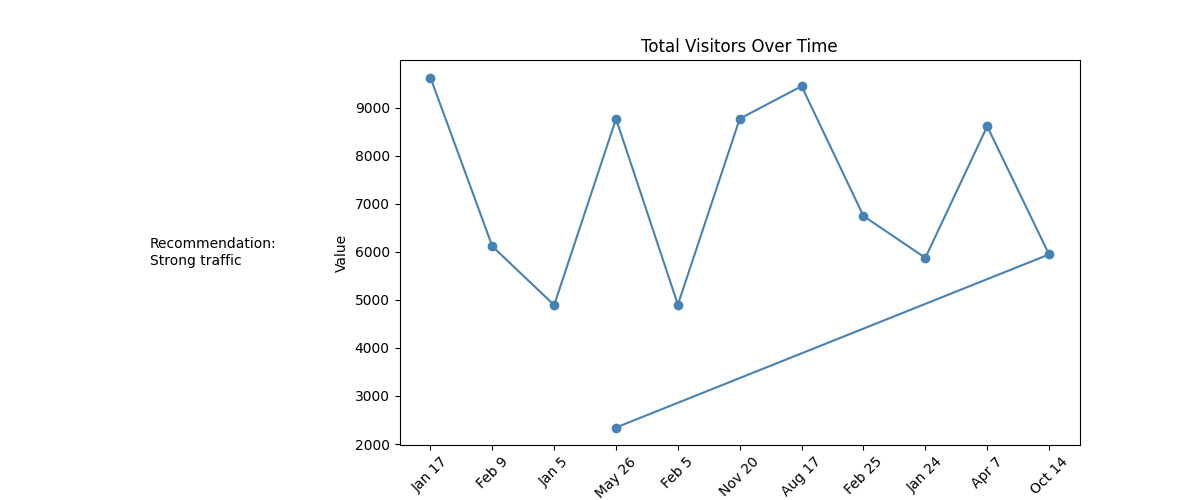 Total Visitors Over Time
Recommendation:
Strong traffic
Value
9000
8000
7000
6000
5000
4000
3000
2000
Jan 17
Feb 9
Jan 5
May 26
Feb 5
Nov 20
Aug 17
Feb 25
Jan 24
Apr 7
Oct 14